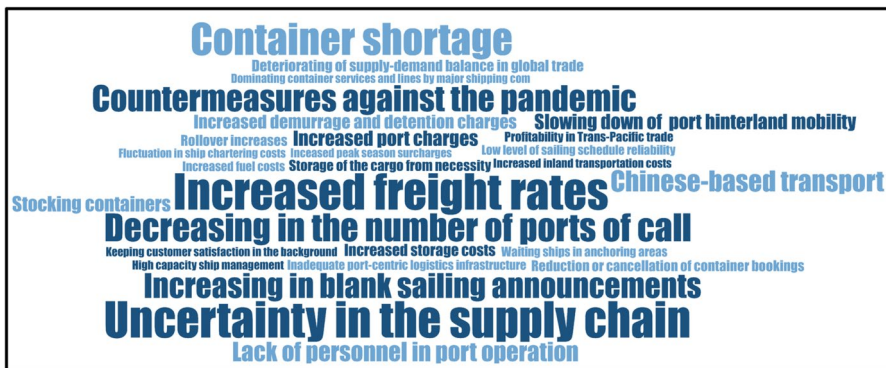 Container shortage
Deteriorating of supply-demand balance in global trade
Dominating container services and lines by major shipping com
Countermeasures against the pandemic
Increased demurrage and detention charges Slowing down of port hinterland mobility
Rollover increases Increased port charges Profitability in Trans-Pacific trade
Fluctuation in ship chartering costs Inceased peak season surcharges Low level of sailing schedule reliability
Increased fuel costs Storage of the cargo from necessity Increased inland transportation costs
Stocking containers Increased freight rates Chinese-based transport
Decreasing in the number of ports of call
Keeping customer satisfaction in the background Increased storage costs Waiting ships in anchoring areas
High capacity ship management Inadequate port-centric logistics infrastructure Reduction or cancellation of container bookings
Increasing in blank sailing announcements
Uncertainty in the supply chain
Lack of personnel in port operation